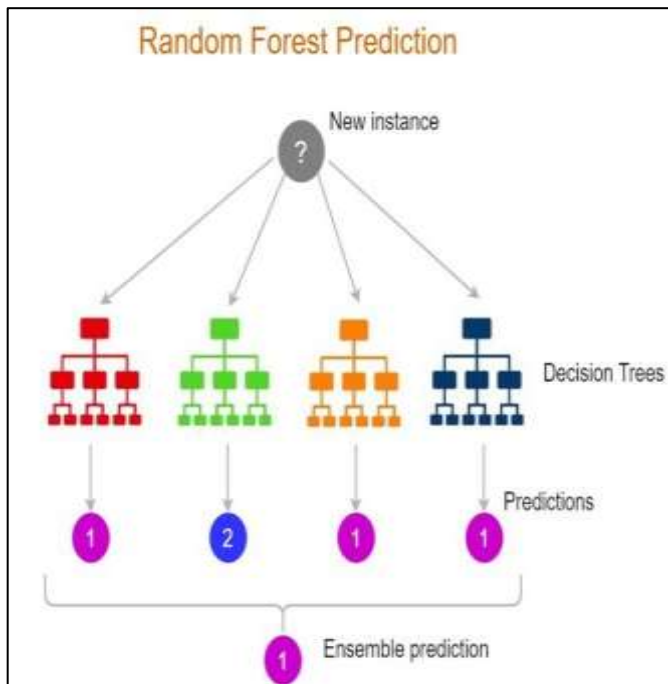 Random Forest Prediction
New instance
?
Decision Trees
Predictions
1
2
1
1
Ensemble prediction
1